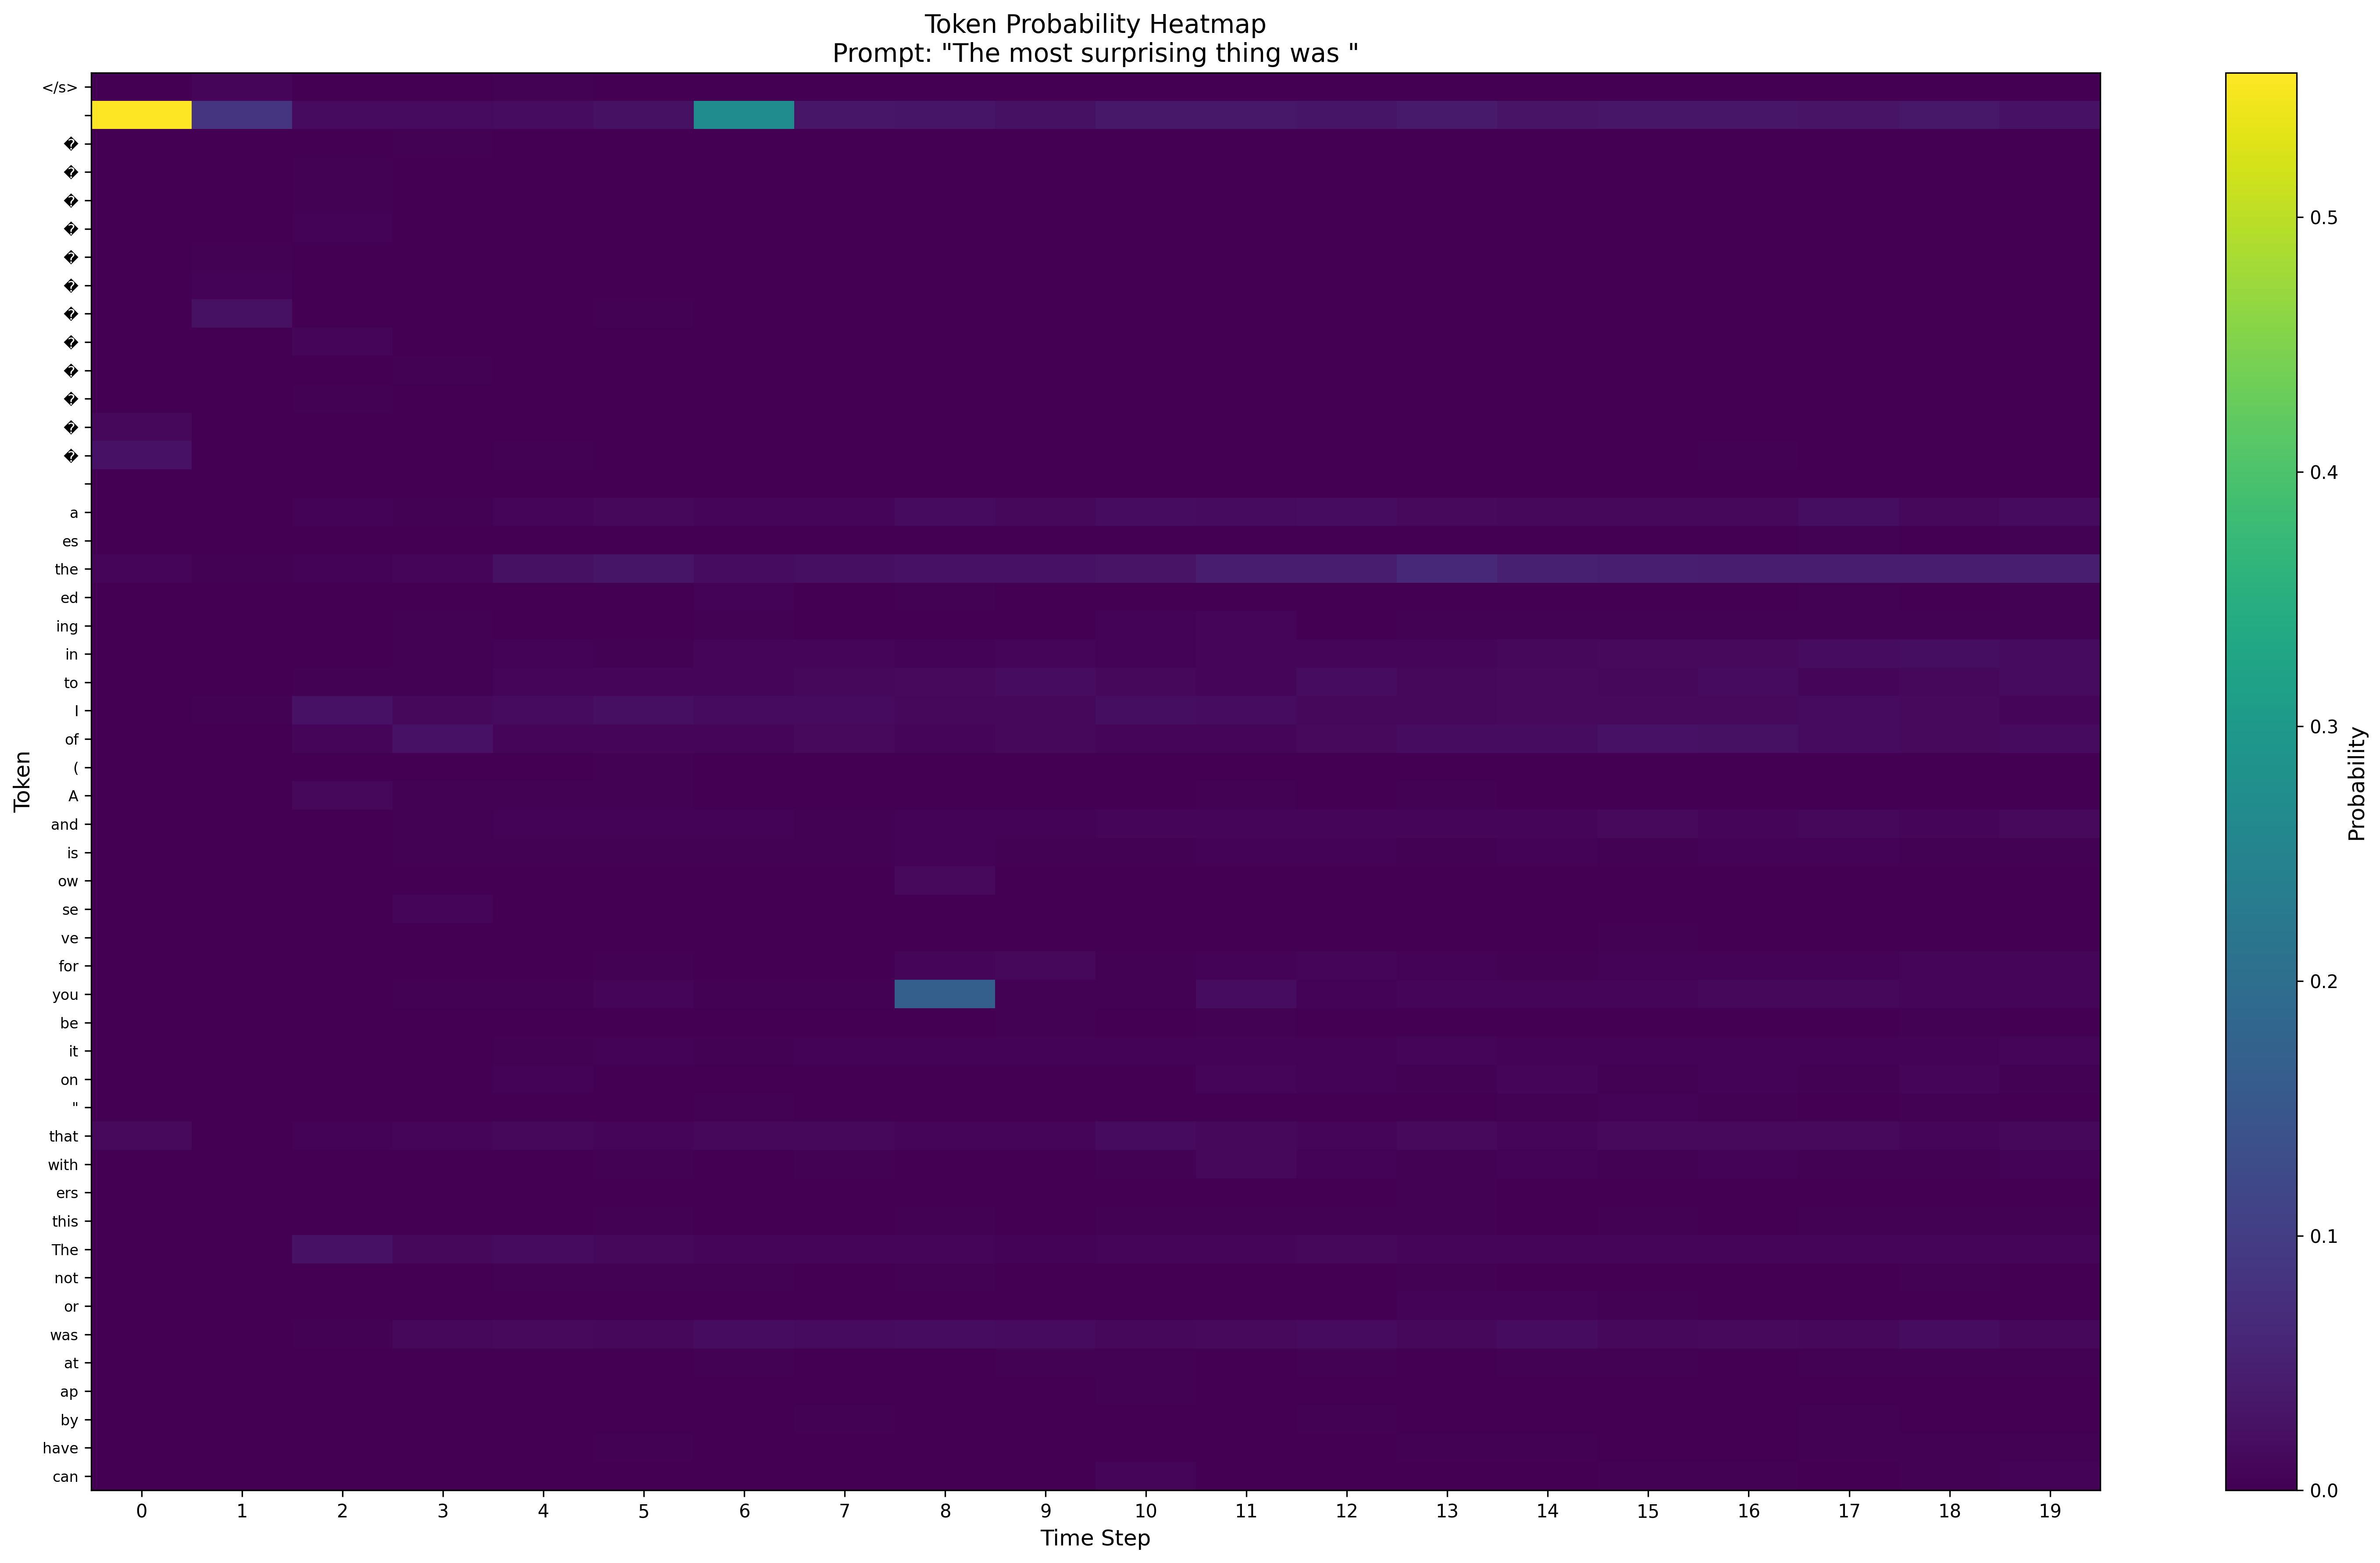 Token Probability Heatmap
Prompt: "The most surprising thing was "
</s>
�
�
�
�
�
�
�
�
�
�
�
�
a
es
the
ed
ing
in
to
I
of
(
A
and
is
ow
se
ve
for
you
be
it
on
"
that
with
ers
this
The
not
or
was
at
ap
by
have
can
Token
0 1 2 3 4 5 6 7 8 9 10 11 12 13 14 15 16 17 18 19
Time Step
0.5
0.4
0.3
0.2
0.1
0.0
Probability